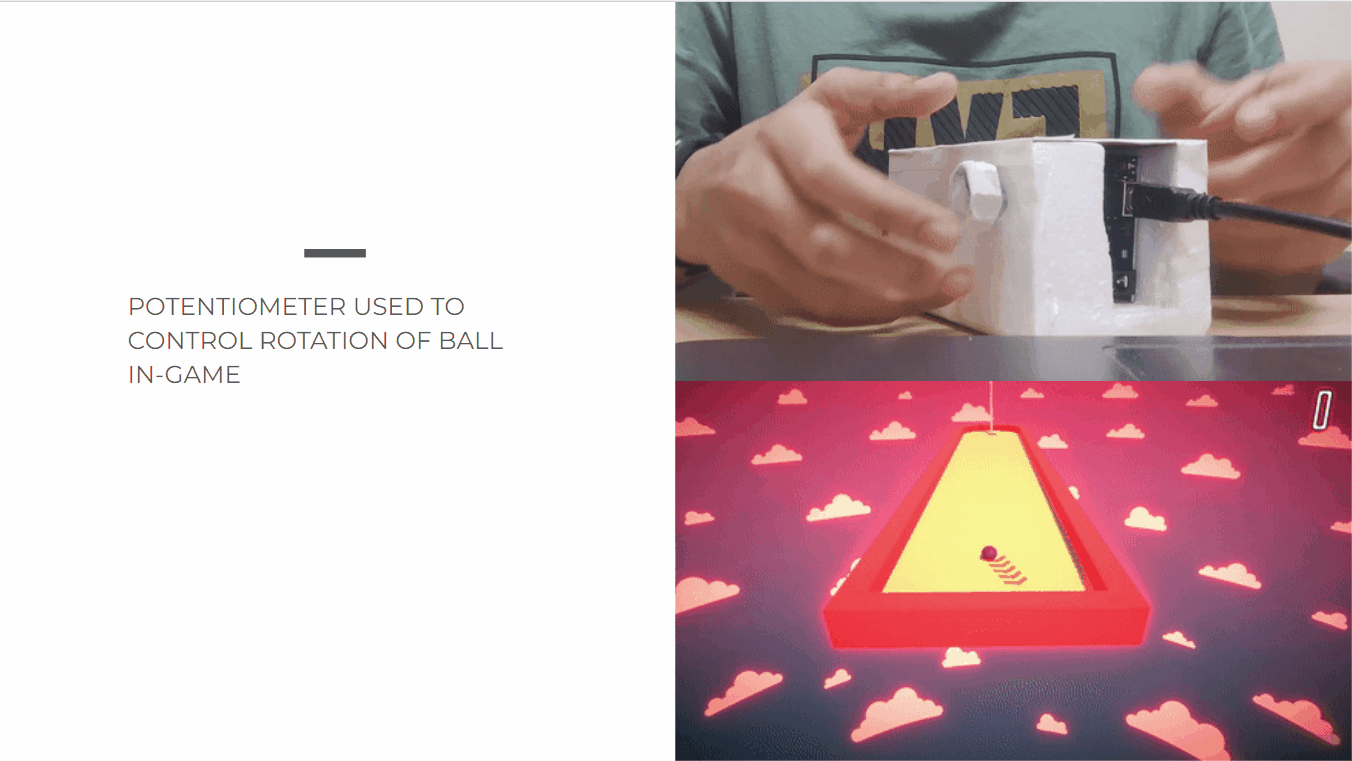 POTENTIOMETER USED TO
CONTROL ROTATION OF BALL
IN-GAME
0